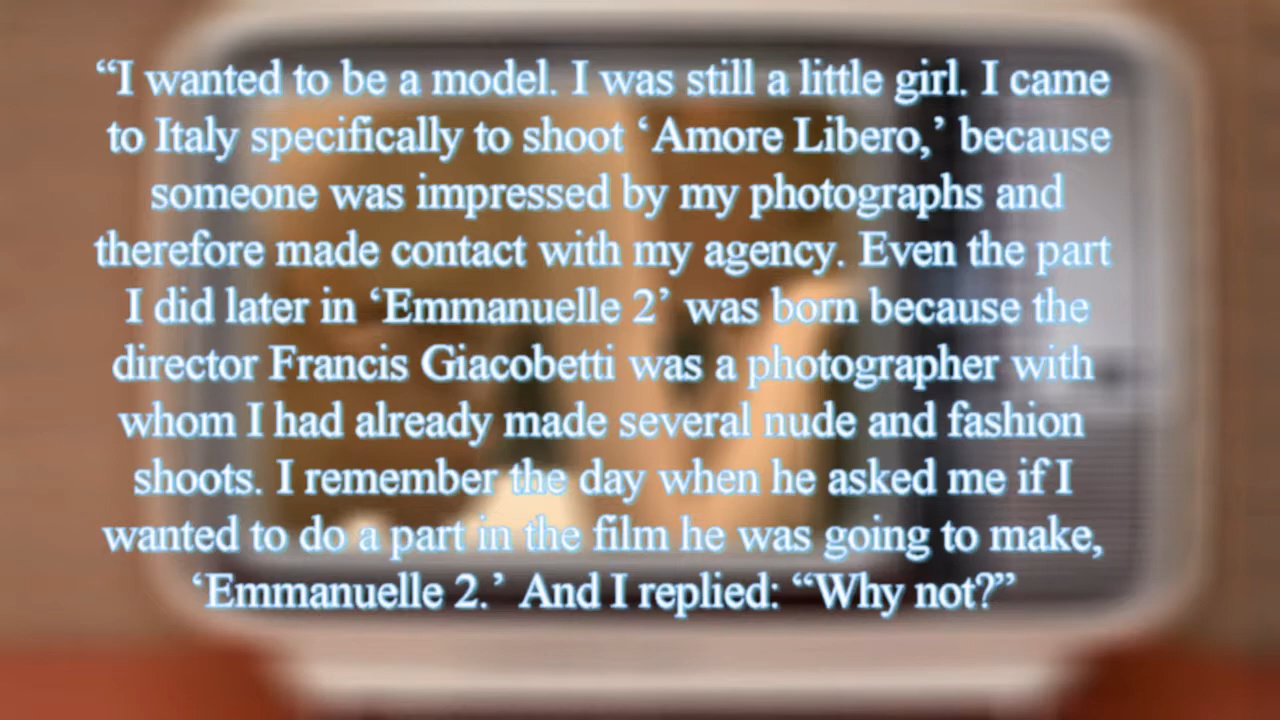 “I wanted to be a model. I was still a little girl. I came
to Italy specifically to shoot ‘Amore Libero,’ because
someone was impressed by my photographs and
therefore made contact with my agency. Even the part
I did later in ‘Emmanuelle 2’ was born because the
director Francis Giacobetti was a photographer with
whom I had already made several nude and fashion
shoots. I remember the day when he asked me if I
wanted to do a part in the film he was going to make,
‘Emmanuelle 2.’ And I replied: “Why not?”